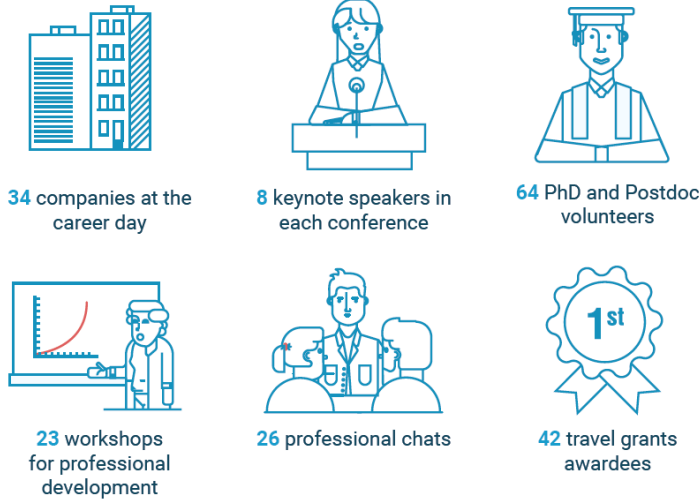 34 companies at the
career day
8 keynote speakers in
each conference
64 PhD and Postdoc
volunteers
1st
23 workshops
for professional
development
26 professional chats
42 travel grants
awardees